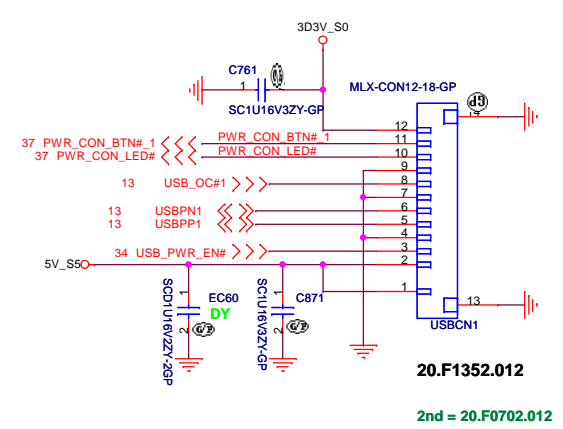 3D3V_S0
C761
1
MLX-CON12-18-GP
SC1U16V3ZY-GP
GP
14
12
37 PWR_CON_BTN#_1
PWR_CON_BTN#_1
11
37 PWR_CON_LED#
PWR_CON_LED#
10
9
13 USB_OC#1
8
7
13 USBPN1
6
13 USBPP1
5
4
34 USB_PWR_EN#
3
5V_S5
2
1
13
USBCN1
SCD1U16V2ZY-2GP
1
2
EC60
DY
G/P
SC1U16V3ZY-GP
1
2
C871
G/P
20.F1352.012
2nd = 20.F0702.012